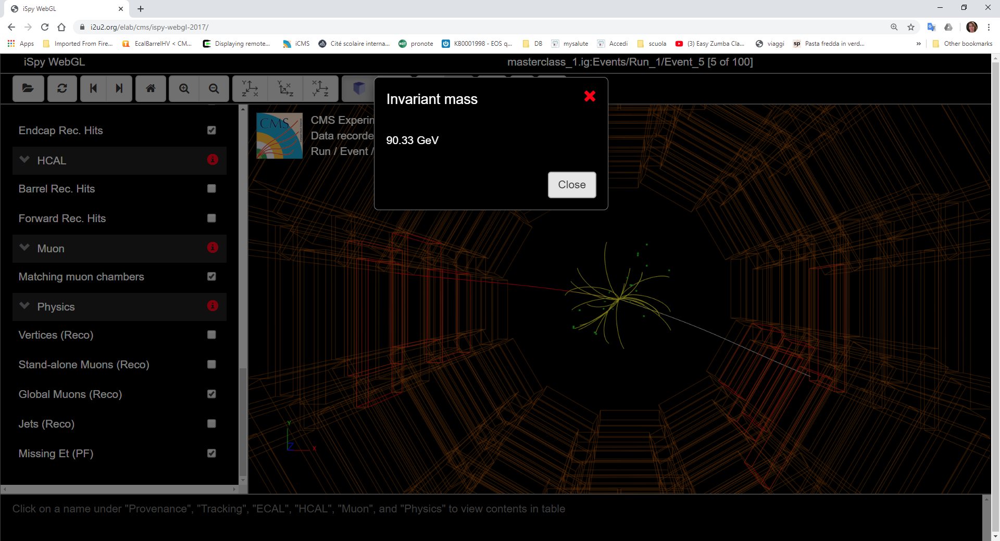 iSpy WebGL
i2u2.org/elab/cms/ispy-webgl-2017/
Apps
Imported From Fire...
EcalBarrelHV < CM...
Displaying remote...
iCMS
Cité scolaire interna...
NOT
pronote
KB0001998 - EOS q...
DB
mysalute
Accedi
scuola
(3) Easy Zumba Cla...
viaggi
sp
Pasta fredda in verd...
»
Other bookmarks
iSpy WebGL
masterclass_1.ig:Events/Run_1/Event_5 [5 of 100]
Y Z X
Y X Z
X Y Z
Invariant mass
90.33 GeV
Close
CMS
CMS Experim
Data recorde
Run / Event /
Endcap Rec. Hits
HCAL
Barrel Rec. Hits
Forward Rec. Hits
Muon
Matching muon chambers
Physics
Vertices (Reco)
Stand-alone Muons (Reco)
Global Muons (Reco)
Jets (Reco)
Missing Et (PF)
Y
Z X
Click on a name under "Provenance", "Tracking", "ECAL", "HCAL", "Muon", and "Physics" to view contents in table